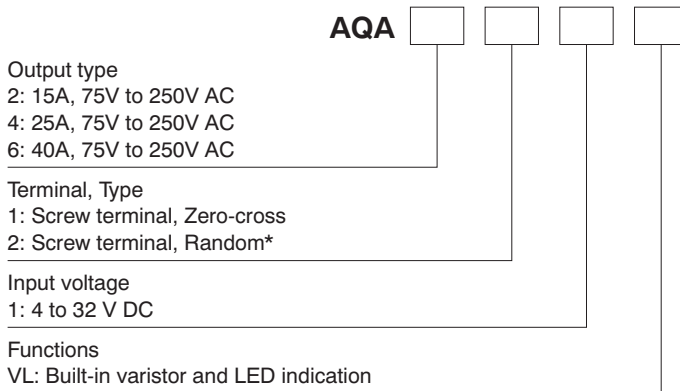 AQA
Output type
2: 15A, 75V to 250V AC
4: 25A, 75V to 250V AC
6: 40A, 75V to 250V AC
Terminal, Type
1: Screw terminal, Zero-cross
2: Screw terminal, Random*
Input voltage
1: 4 to 32 V DC
Functions
VL: Built-in varistor and LED indication